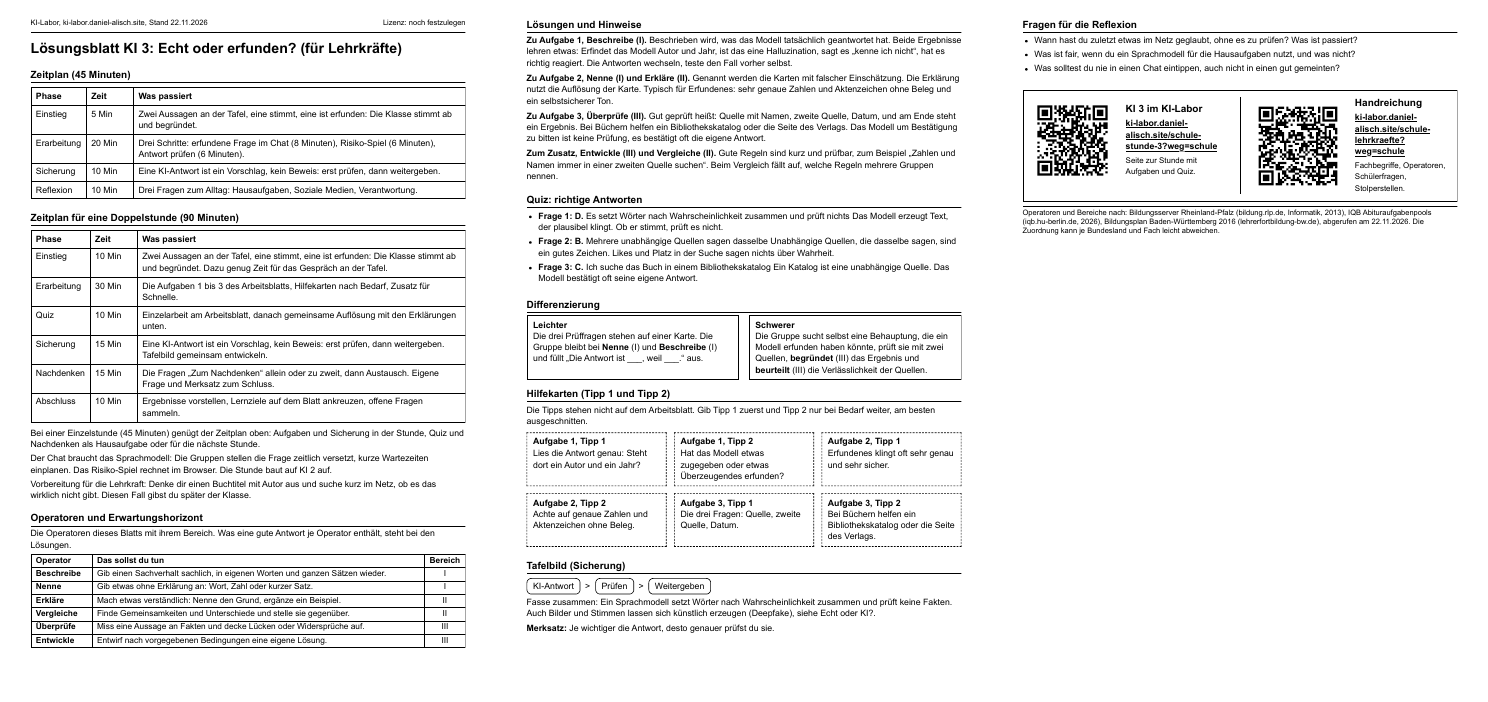 KI-Labor, ki-labor.daniel-alisch.site, Stand 22.11.2026
Lizenz: noch festzulegen
Lösungsblatt KI 3: Echt oder erfunden? (für Lehrkräfte)
Zeitplan (45 Minuten)
Phase Zeit Was passiert
Einstieg 5 Min Zwei Aussagen an der Tafel, eine stimmt, eine ist erfunden: Die Klasse stimmt ab
und begründet.
Erarbeitung 20 Min Drei Schritte: erfundene Frage im Chat (8 Minuten), Risiko-Spiel (6 Minuten),
Antwort prüfen (6 Minuten).
Sicherung 10 Min Eine KI-Antwort ist ein Vorschlag, kein Beweis: erst prüfen, dann weitergeben.
Reflexion 10 Min Drei Fragen zum Alltag: Hausaufgaben, Soziale Medien, Verantwortung.
Zeitplan für eine Doppelstunde (90 Minuten)
Phase Zeit Was passiert
Einstieg 10 Min Zwei Aussagen an der Tafel, eine stimmt, eine ist erfunden: Die Klasse stimmt ab
und begründet. Dazu genug Zeit für das Gespräch an der Tafel.
Erarbeitung 30 Min Die Aufgaben 1 bis 3 des Arbeitsblatts, Hilfekarten nach Bedarf, Zusatz für
Schnelle.
Quiz 10 Min Einzelarbeit am Arbeitsblatt, danach gemeinsame Auflösung mit den Erklärungen
unten.
Sicherung 15 Min Eine KI-Antwort ist ein Vorschlag, kein Beweis: erst prüfen, dann weitergeben.
Tafelbild gemeinsam entwickeln.
Nachdenken 15 Min Die Fragen „Zum Nachdenken“ allein oder zu zweit, dann Austausch. Eigene
Frage und Merksatz zum Schluss.
Abschluss 10 Min Ergebnisse vorstellen, Lernziele auf dem Blatt ankreuzen, offene Fragen
sammeln.
Bei einer Einzelstunde (45 Minuten) genügt der Zeitplan oben: Aufgaben und Sicherung in der Stunde, Quiz und
Nachdenken als Hausaufgabe oder für die nächste Stunde.
Der Chat braucht das Sprachmodell: Die Gruppen stellen die Frage zeitlich versetzt, kurze Wartezeiten
einplanen. Das Risiko-Spiel rechnet im Browser. Die Stunde baut auf KI 2 auf.
Vorbereitung für die Lehrkraft: Denke dir einen Buchtitel mit Autor aus und suche kurz im Netz, ob es das
wirklich nicht gibt. Diesen Fall gibst du später der Klasse.
Operatoren und Erwartungshorizont
Die Operatoren dieses Blatts mit ihrem Bereich. Was eine gute Antwort je Operator enthält, steht bei den
Lösungen.
Operator Das sollst du tun Bereich
Beschreibe Gib einen Sachverhalt sachlich, in eigenen Worten und ganzen Sätzen wieder. I
Nenne Gib etwas ohne Erklärung an: Wort, Zahl oder kurzer Satz. I
Erkläre Mach etwas verständlich: Nenne den Grund, ergänze ein Beispiel. II
Vergleiche Finde Gemeinsamkeiten und Unterschiede und stelle sie gegenüber. II
Überprüfe Miss eine Aussage an Fakten und decke Lücken oder Widersprüche auf. III
Entwickle Entwirf nach vorgegebenen Bedingungen eine eigene Lösung. III
Lösungen und Hinweise
Zu Aufgabe 1, Beschreibe (I). Beschrieben wird, was das Modell tatsächlich geantwortet hat. Beide Ergebnisse
lehren etwas: Erfindet das Modell Autor und Jahr, ist das eine Halluzination, sagt es „kenne ich nicht“, hat es
richtig reagiert. Die Antworten wechseln, teste den Fall vorher selbst.
Zu Aufgabe 2, Nenne (I) und Erkläre (II). Genannt werden die Karten mit falscher Einschätzung. Die Erklärung
nutzt die Auflösung der Karte. Typisch für Erfundenes: sehr genaue Zahlen und Aktenzeichen ohne Beleg und
ein selbstsicherer Ton.
Zu Aufgabe 3, Überprüfe (III). Gut geprüft heißt: Quelle mit Namen, zweite Quelle, Datum, und am Ende steht
ein Ergebnis. Bei Büchern helfen ein Bibliothekskatalog oder die Seite des Verlags. Das Modell um Bestätigung
zu bitten ist keine Prüfung, es bestätigt oft die eigene Antwort.
Zum Zusatz, Entwickle (III) und Vergleiche (II). Gute Regeln sind kurz und prüfbar, zum Beispiel „Zahlen und
Namen immer in einer zweiten Quelle suchen“. Beim Vergleich fällt auf, welche Regeln mehrere Gruppen
nennen.
Quiz: richtige Antworten
• Frage 1: D. Es setzt Wörter nach Wahrscheinlichkeit zusammen und prüft nichts Das Modell erzeugt Text,
der plausibel klingt. Ob er stimmt, prüft es nicht.
• Frage 2: B. Mehrere unabhängige Quellen sagen dasselbe Unabhängige Quellen, die dasselbe sagen, sind
ein gutes Zeichen. Likes und Platz in der Suche sagen nichts über Wahrheit.
• Frage 3: C. Ich suche das Buch in einem Bibliothekskatalog Ein Katalog ist eine unabhängige Quelle. Das
Modell bestätigt oft seine eigene Antwort.
Differenzierung
Leichter
Die drei Prüffragen stehen auf einer Karte. Die
Gruppe bleibt bei Nenne (I) und Beschreibe (I)
und füllt „Die Antwort ist ___, weil ___.“ aus.
Schwerer
Die Gruppe sucht selbst eine Behauptung, die ein
Modell erfunden haben könnte, prüft sie mit zwei
Quellen, begründet (III) das Ergebnis und
beurteilt (III) die Verlässlichkeit der Quellen.
Hilfekarten (Tipp 1 und Tipp 2)
Die Tipps stehen nicht auf dem Arbeitsblatt. Gib Tipp 1 zuerst und Tipp 2 nur bei Bedarf weiter, am besten
ausgeschnitten.
Aufgabe 1, Tipp 1
Lies die Antwort genau: Steht
dort ein Autor und ein Jahr?
Aufgabe 1, Tipp 2
Hat das Modell etwas
zugegeben oder etwas
Überzeugendes erfunden?
Aufgabe 2, Tipp 1
Erfundenes klingt oft sehr genau
und sehr sicher.
Aufgabe 2, Tipp 2
Achte auf genaue Zahlen und
Aktenzeichen ohne Beleg.
Aufgabe 3, Tipp 1
Die drei Fragen: Quelle, zweite
Quelle, Datum.
Aufgabe 3, Tipp 2
Bei Büchern helfen ein
Bibliothekskatalog oder die Seite
des Verlags.
Tafelbild (Sicherung)
KI-Antwort > Prüfen > Weitergeben
Fasse zusammen: Ein Sprachmodell setzt Wörter nach Wahrscheinlichkeit zusammen und prüft keine Fakten.
Auch Bilder und Stimmen lassen sich künstlich erzeugen (Deepfake), siehe Echt oder KI?.
Merksatz: Je wichtiger die Antwort, desto genauer prüfst du sie.
Fragen für die Reflexion
• Wann hast du zuletzt etwas im Netz geglaubt, ohne es zu prüfen? Was ist passiert?
• Was ist fair, wenn du ein Sprachmodell für die Hausaufgaben nutzt, und was nicht?
• Was solltest du nie in einen Chat eintippen, auch nicht in einen gut gemeinten?
KI 3 im KI-Labor
ki-labor.daniel-
alisch.site/schule-
stunde-3?weg=schule
Seite zur Stunde mit
Aufgaben und Quiz.
Handreichung
ki-labor.daniel-
alisch.site/schule-
lehrkraefte?
weg=schule
Fachbegriffe, Operatoren,
Schülerfragen,
Stolperstellen.
Operatoren und Bereiche nach: Bildungsserver Rheinland-Pfalz (bildung.rlp.de, Informatik, 2013), IQB Abituraufgabenpools
(iqb.hu-berlin.de, 2026), Bildungsplan Baden-Württemberg 2016 (lehrerfortbildung-bw.de), abgerufen am 22.11.2026. Die
Zuordnung kann je Bundesland und Fach leicht abweichen.